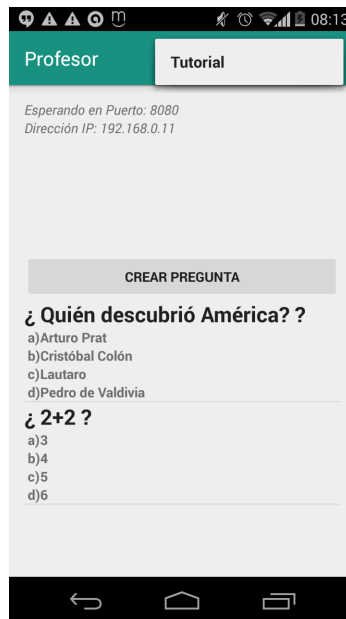 08:13
Profesor
Tutorial
Esperando en Puerto: 8080
Dirección IP: 192.168.0.11
CREAR PREGUNTA
¿ Quién descubrió América? ?
a)Arturo Prat
b)Cristóbal Colón
c)Lautaro
d)Pedro de Valdivia
¿ 2+2 ?
a)3
b)4
c)5
d)6